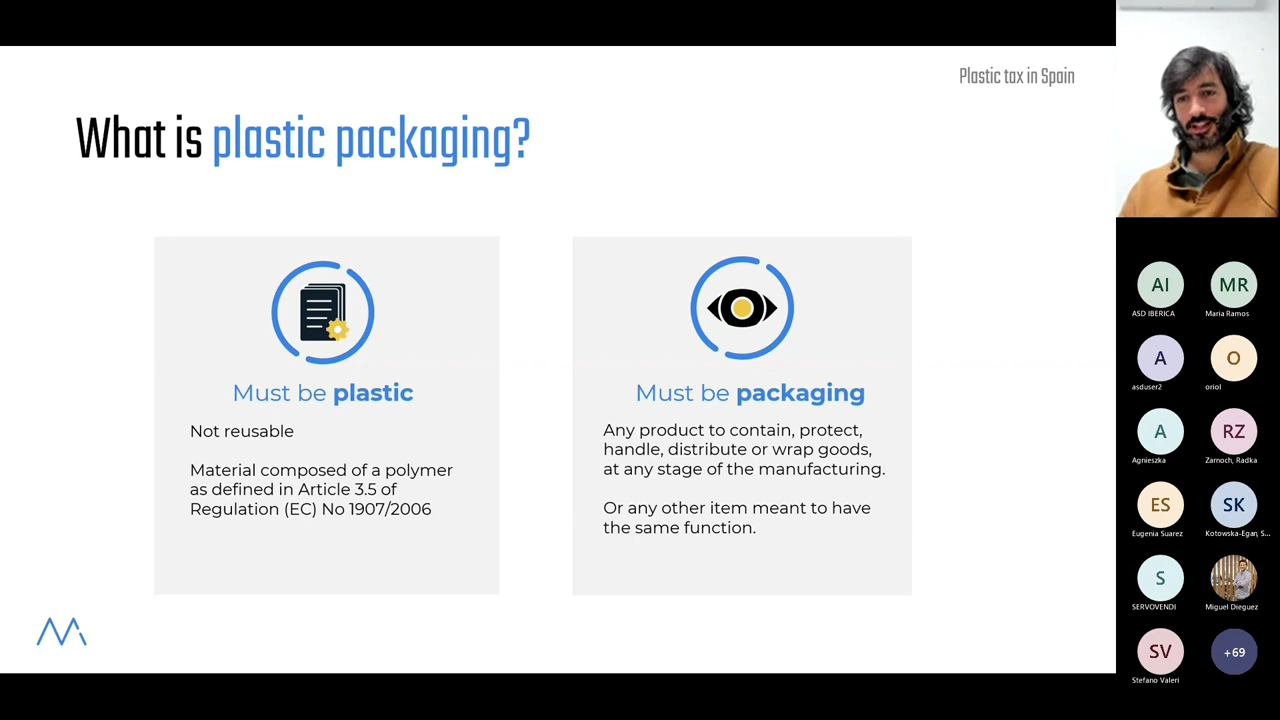 Plastic tax in Spain
What is plastic packaging?
Must be plastic
Not reusable
Material composed of a polymer
as defined in Article 3.5 of
Regulation (EC) No 1907/2006
Must be packaging
Any product to contain, protect,
handle, distribute or wrap goods,
at any stage of the manufacturing.
Or any other item meant to have
the same function.
AI
ASD IBERICA
MR
Maria Ramos
A
asduser2
O
oriol
A
Agnieszka
RZ
Zarnoch, Radka
ES
Eugenia Suarez
SK
Kotowska-Egan, S...
S
SERVOVENDI
Miguel Dieguez
SV
Stefano Valeri
+69